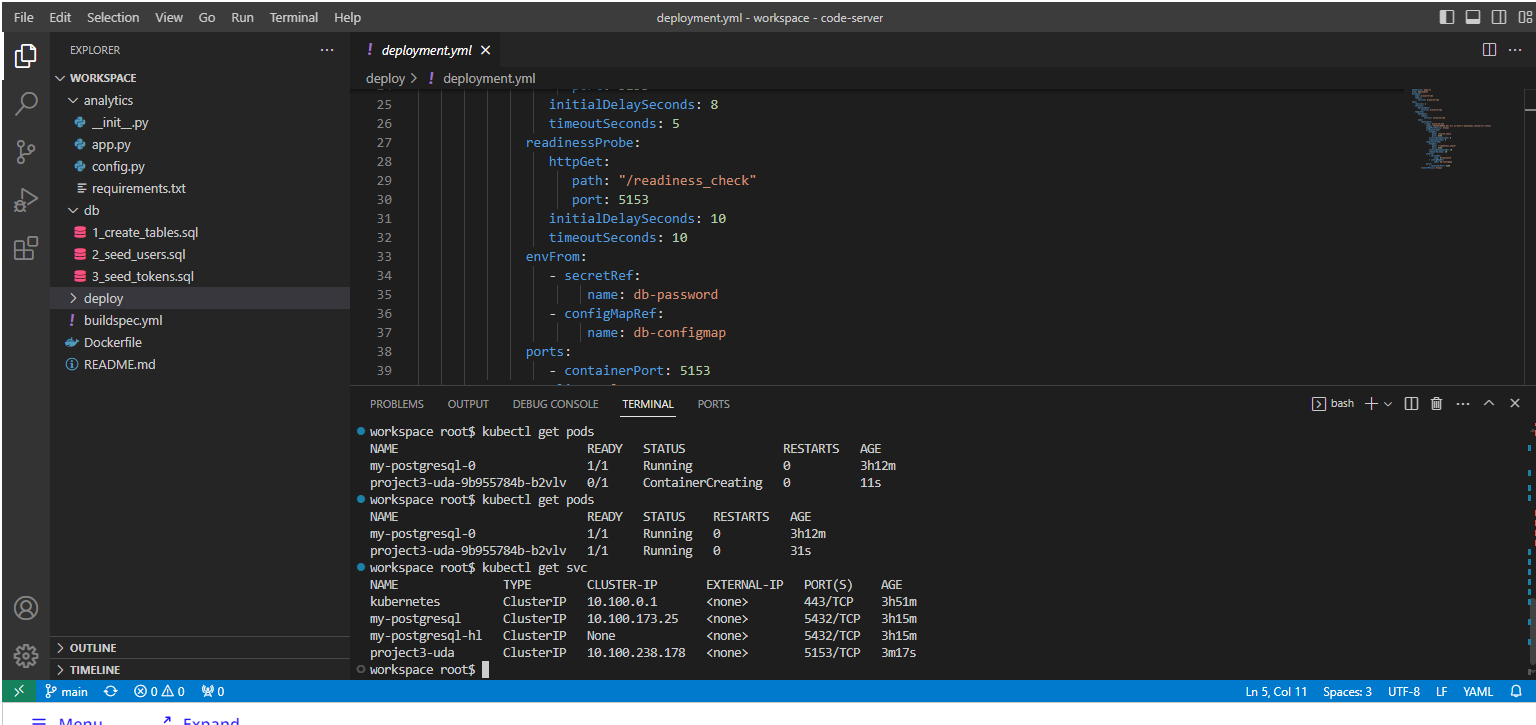 File Edit Selection View Go Run Terminal Help
deployment.yml - workspace - code-server
EXPLORER
WORKSPACE
analytics
__init__.py
app.py
config.py
requirements.txt
db
1_create_tables.sql
2_seed_users.sql
3_seed_tokens.sql
deploy
buildspec.yml
Dockerfile
README.md
OUTLINE
TIMELINE
deployment.yml
deploy > deployment.yml
25 initialDelaySeconds: 8
26 timeoutSeconds: 5
27 readinessProbe:
28 httpGet:
29 path: "/readiness_check"
30 port: 5153
31 initialDelaySeconds: 10
32 timeoutSeconds: 10
33 envFrom:
34 - secretRef:
35 name: db-password
36 - configMapRef:
37 name: db-configmap
38 ports:
39 - containerPort: 5153
PROBLEMS OUTPUT DEBUG CONSOLE TERMINAL PORTS
bash
workspace root$ kubectl get pods
NAME READY STATUS RESTARTS AGE
my-postgresql-0 1/1 Running 0 3h12m
project3-uda-9b955784b-b2vlv 0/1 ContainerCreating 0 11s
workspace root$ kubectl get pods
NAME READY STATUS RESTARTS AGE
my-postgresql-0 1/1 Running 0 3h12m
project3-uda-9b955784b-b2vlv 1/1 Running 0 31s
workspace root$ kubectl get svc
NAME TYPE CLUSTER-IP EXTERNAL-IP PORT(S) AGE
kubernetes ClusterIP 10.100.0.1 <none> 443/TCP 3h51m
my-postgresql ClusterIP 10.100.173.25 <none> 5432/TCP 3h15m
my-postgresql-hl ClusterIP None <none> 5432/TCP 3h15m
project3-uda ClusterIP 10.100.238.178 <none> 5153/TCP 3m17s
workspace root$
main 0 0 0
Ln 5, Col 11 Spaces: 3 UTF-8 LF YAML
Menu Expand